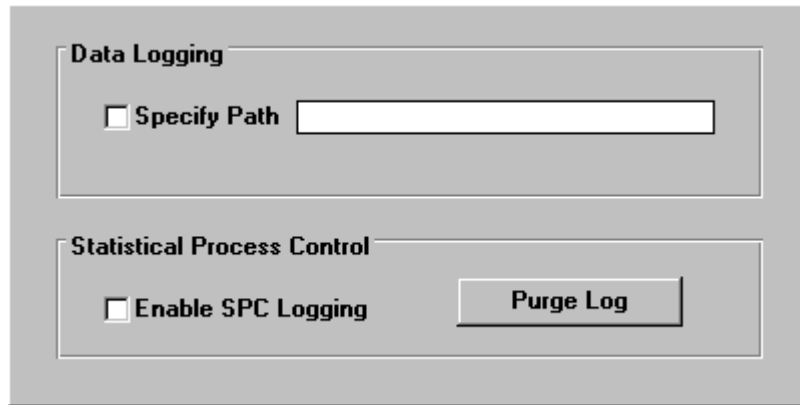 Data Logging
Specify Path
Statistical Process Control
Enable SPC Logging
Purge Log